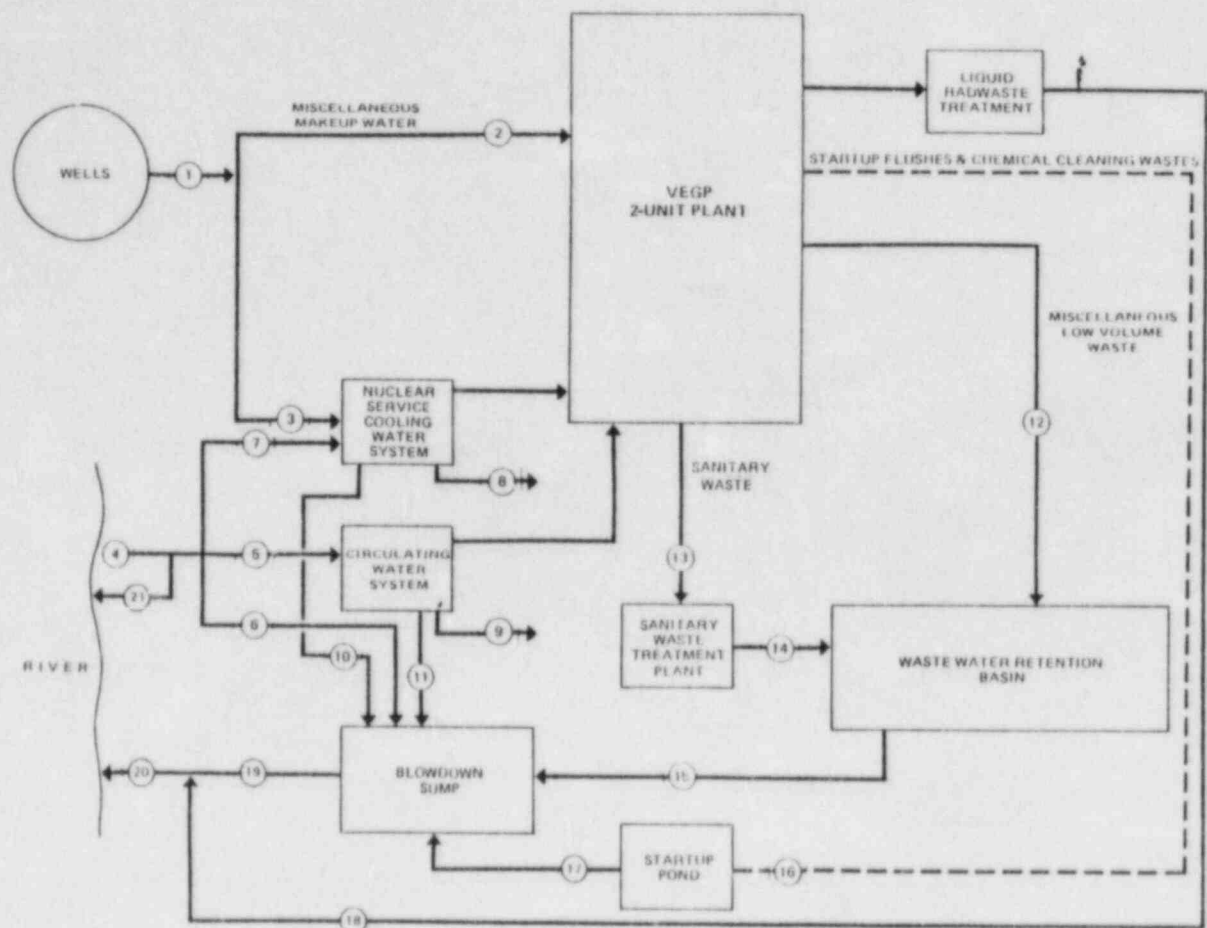 LIQUID
RADWASTE
TREATMENT
MISCELLANEOUS
MAKEUP WATER
2
STARTUP FLUSHES & CHEMICAL CLEANING WASTES
WELLS
1
VEGP
2-UNIT PLANT
MISCELLANEOUS
LOW VOLUME
WASTE
NUCLEAR
SERVICE
COOLING
WATER
SYSTEM
3
7
8
12
SANITARY
WASTE
4
5
CIRCULATING
WATER
SYSTEM
13
21
6
9
10
11
SANITARY
WASTE
TREATMENT
PLANT
14
WASTE WATER RETENTION
BASIN
RIVER
20
19
BLOWDOWN
SUMP
15
17
STARTUP
POND
16
18